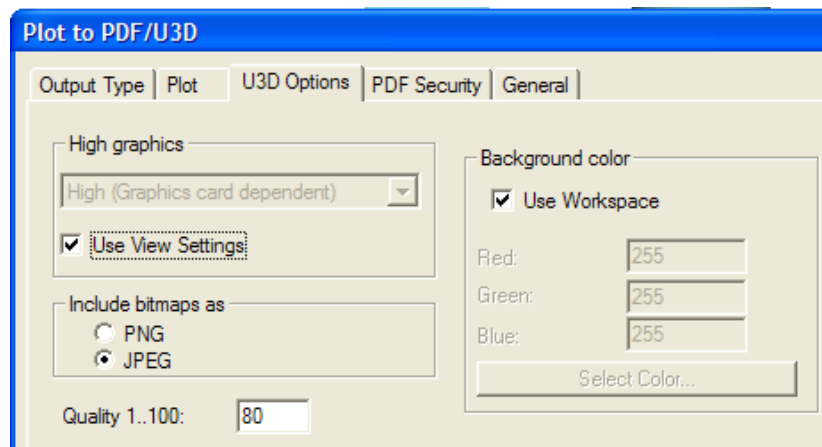 Plot to PDF/U3D
Output Type Plot U3D Options PDF Security General
High graphics
High (Graphics card dependent)
Use View Settings
Include bitmaps as
PNG
JPEG
Quality 1..100: 80
Background color
Use Workspace
Red: 255
Green: 255
Blue: 255
Select Color...